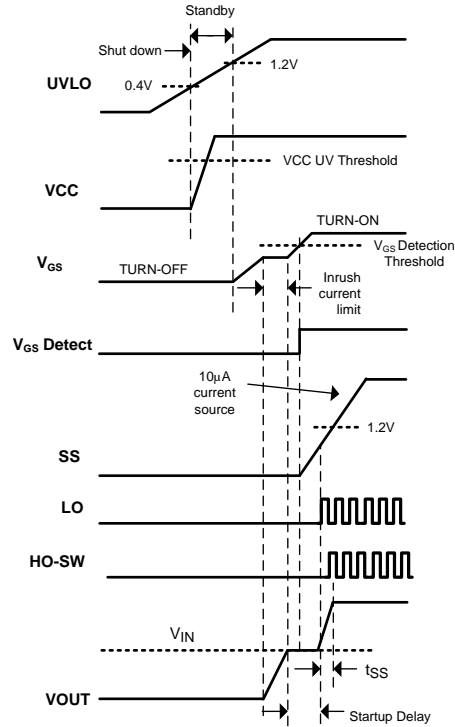 Standby
Shut down
1.2V
UVLO
0.4V
VCC UV Threshold
VCC
TURN-ON
VGS
TURN-OFF
VGS Detection
Threshold
Inrush
current
limit
VGS Detect
10μA
current
source
1.2V
SS
LO
HO-SW
VIN
tSS
VOUT
Startup Delay